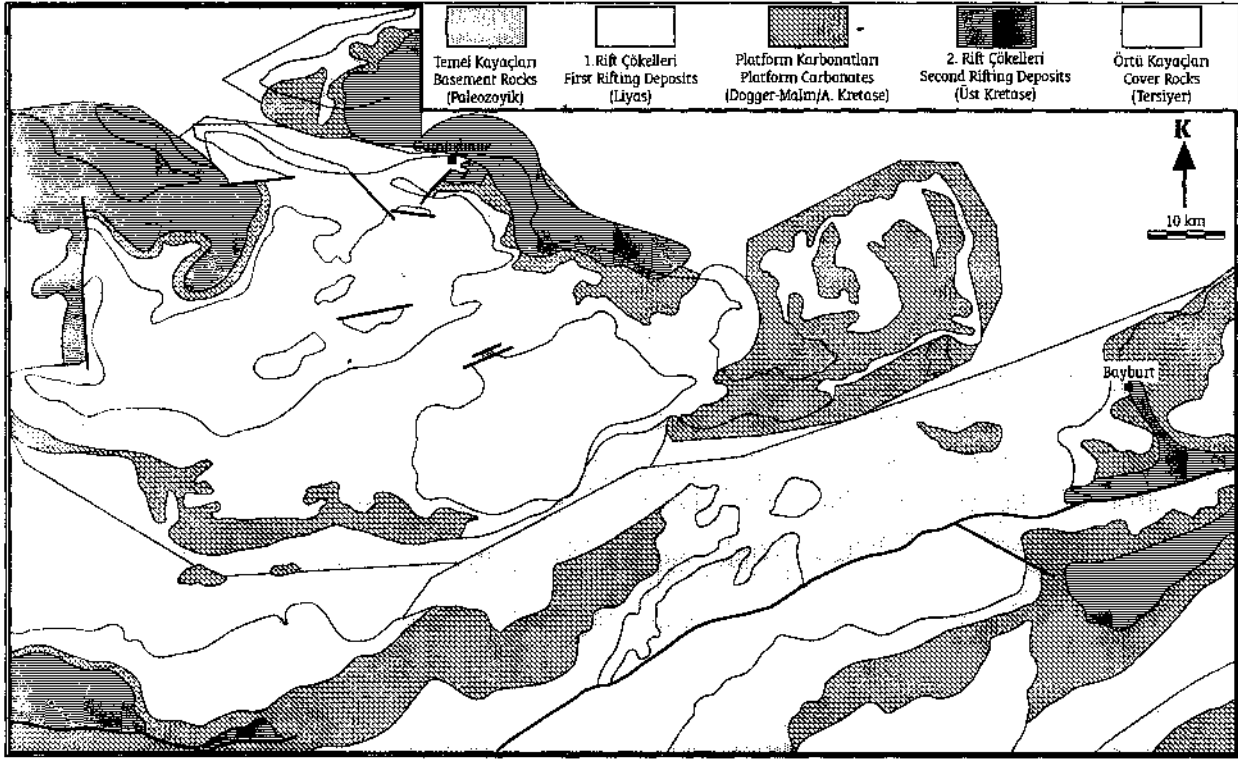 Temel Kayaçları
Basement Rocks
(Paleozoyik)
1.Rift Çökelleri
First Rifting Deposits
(Liyas)
Platform Karbonatları
Platform Carbonates
(Dogger-Malm/A. Kretase)
2. Rift Çökelleri
Second Rifting Deposits
(Üst Kretase)
Örtü Kayaçları
Cover Rocks
(Tersiyer)
K
10 km
Bayburt